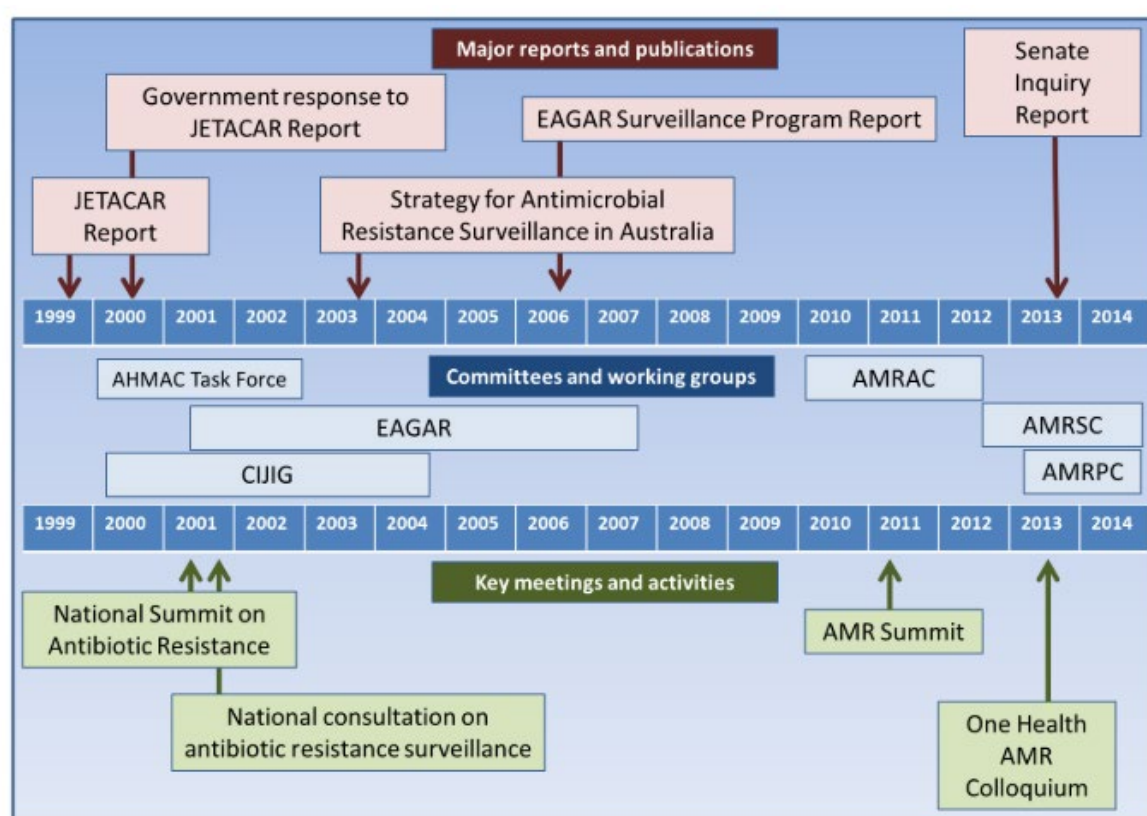 Major reports and publications
Government response to
JETACAR Report
Senate
Inquiry
Report
EAGAR Surveillance Program Report
JETACAR
Report
Strategy for Antimicrobial
Resistance Surveillance in Australia
1999 2000 2001 2002 2003 2004 2005 2006 2007 2008 2009 2010 2011 2012 2013 2014
AHMAC Task Force
Committees and working groups
AMRAC
EAGAR
AMRSC
CIJIG
AMRPC
1999 2000 2001 2002 2003 2004 2005 2006 2007 2008 2009 2010 2011 2012 2013 2014
Key meetings and activities
National Summit on
Antibiotic Resistance
AMR Summit
National consultation on
antibiotic resistance surveillance
One Health
AMR
Colloquium